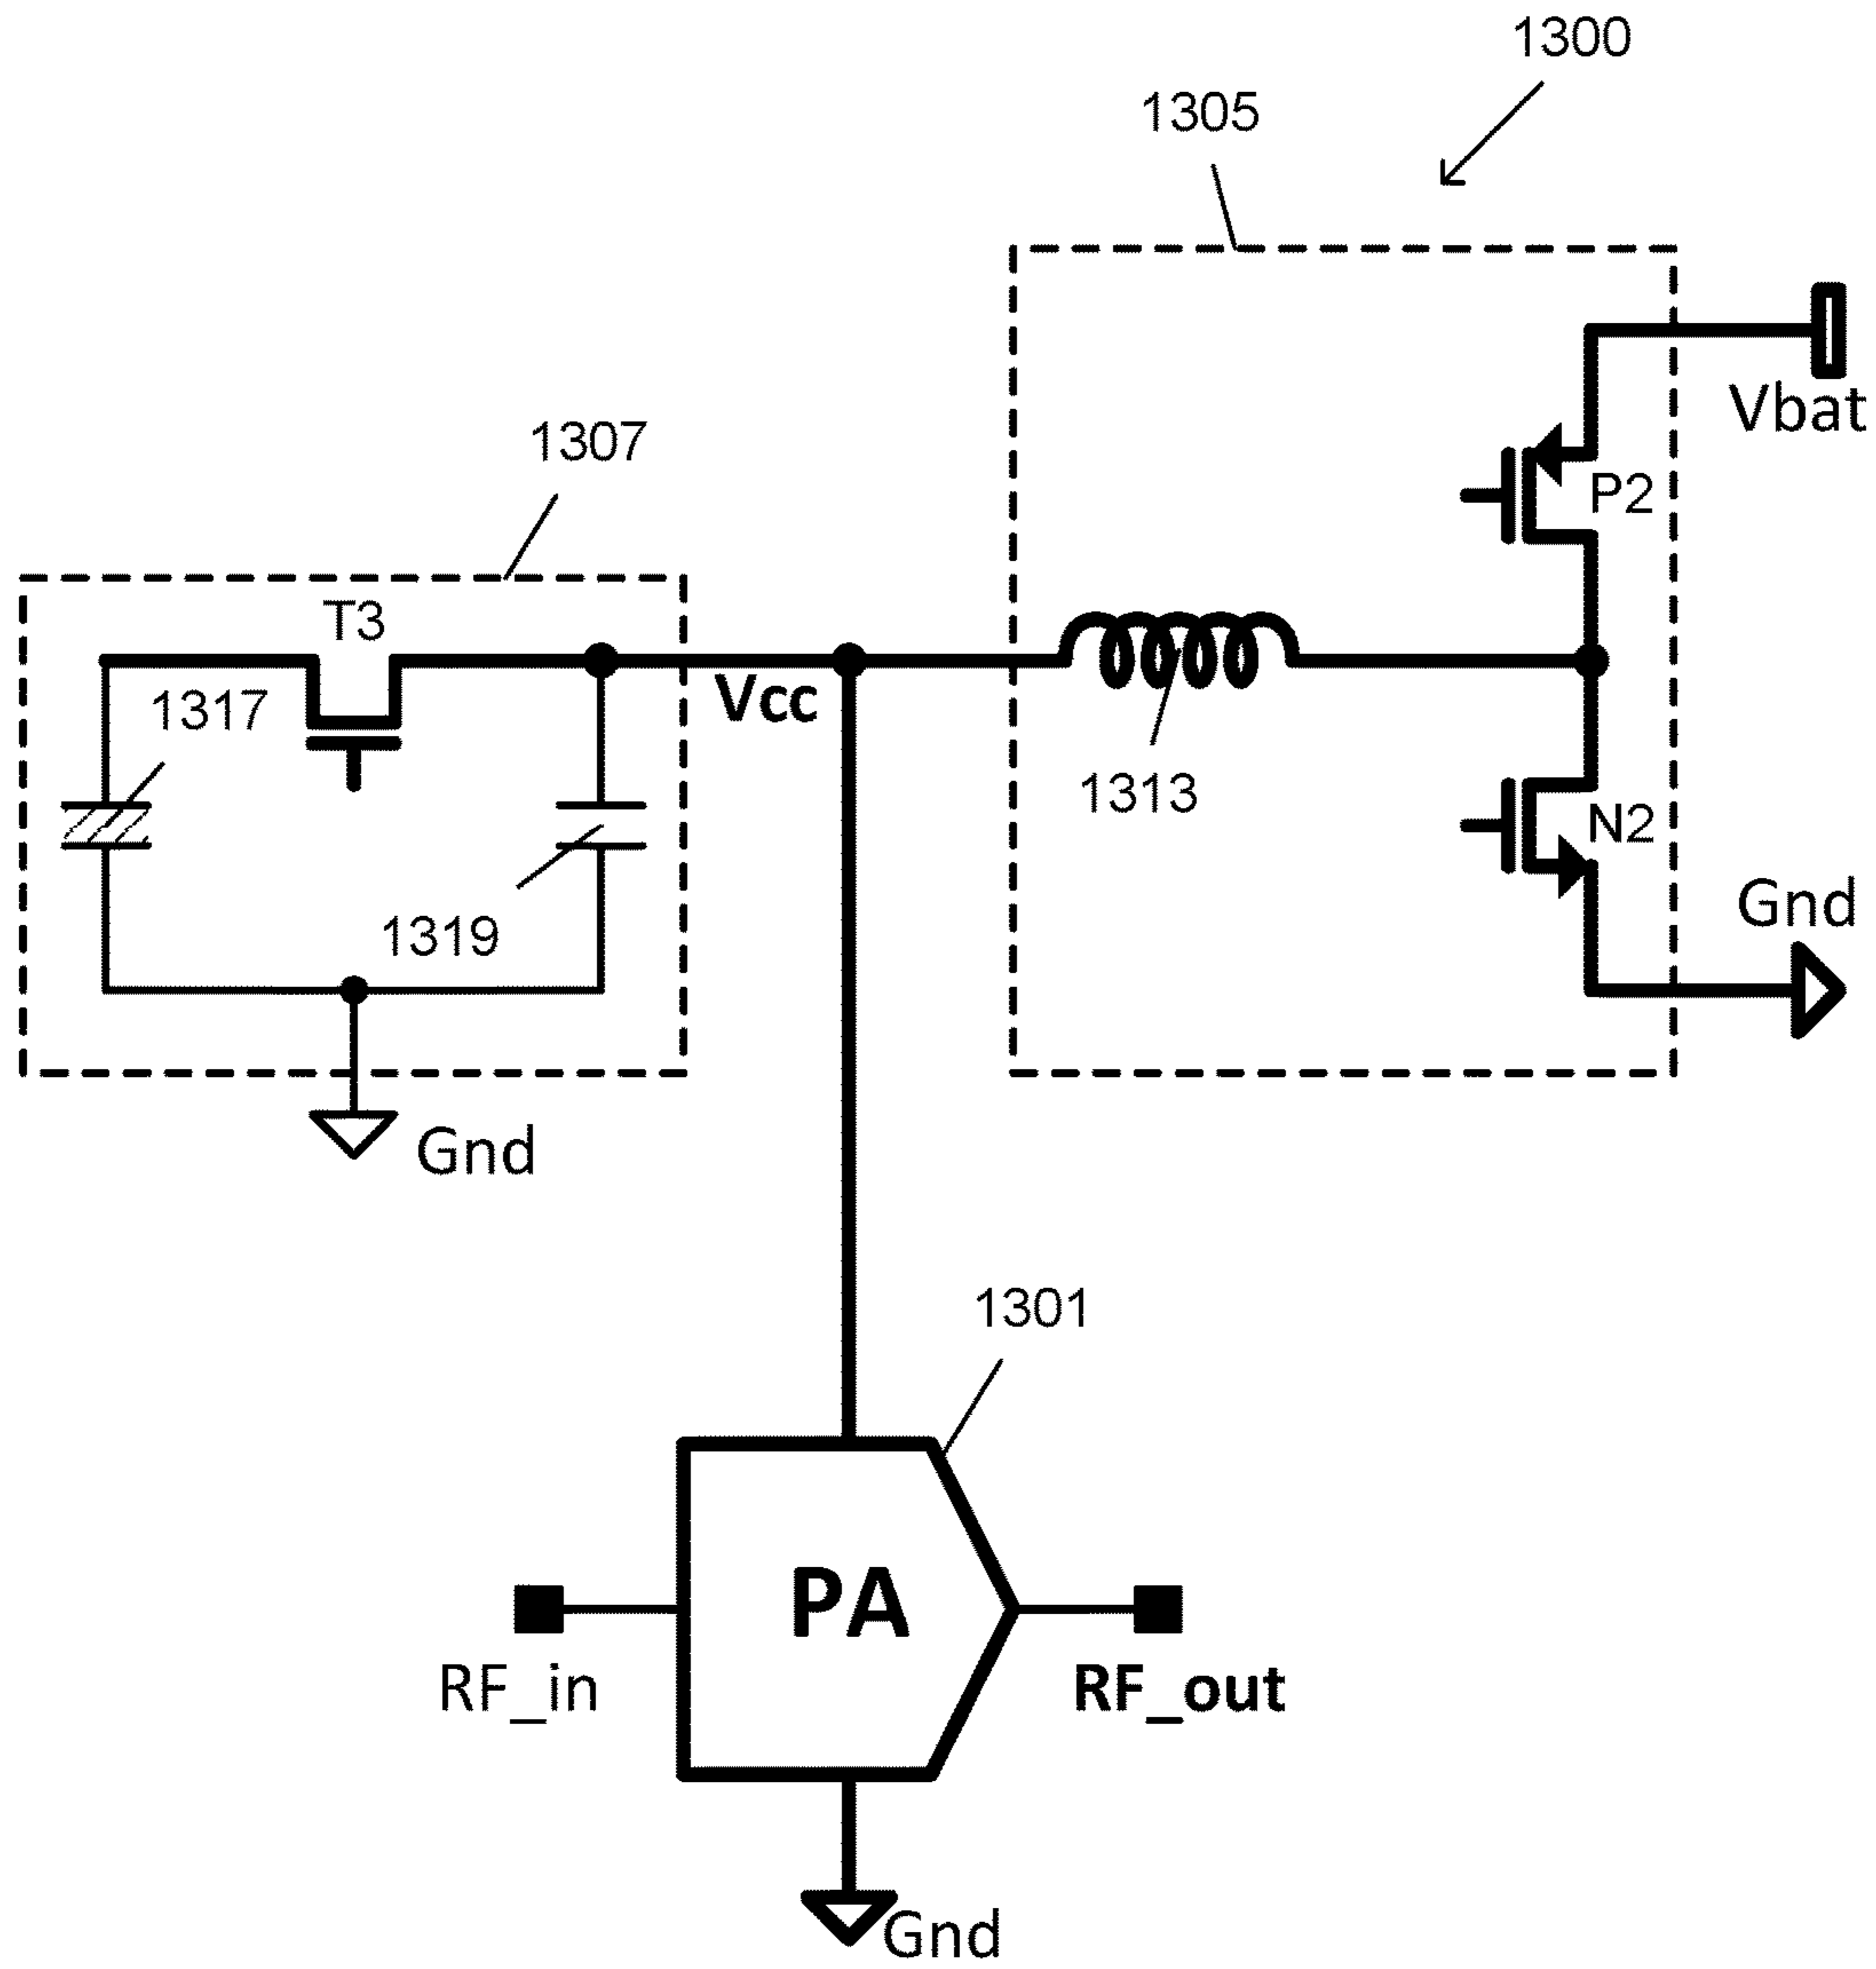 1300
1305
Vbat
1307
P2
T3
1317
Vcc
1313
N2
Gnd
1319
Gnd
1301
PA
RF_in
RF_out
Gnd